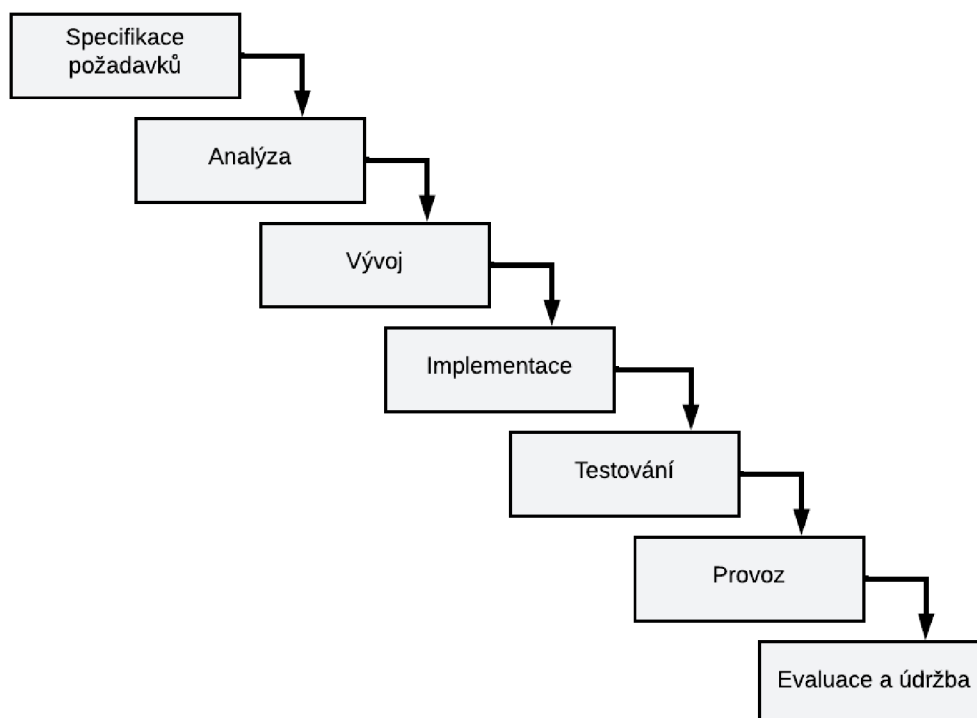 Specifikace
požadavků
Analýza
Vývoj
Implementace
Testování
Provoz
Evaluace a údržba